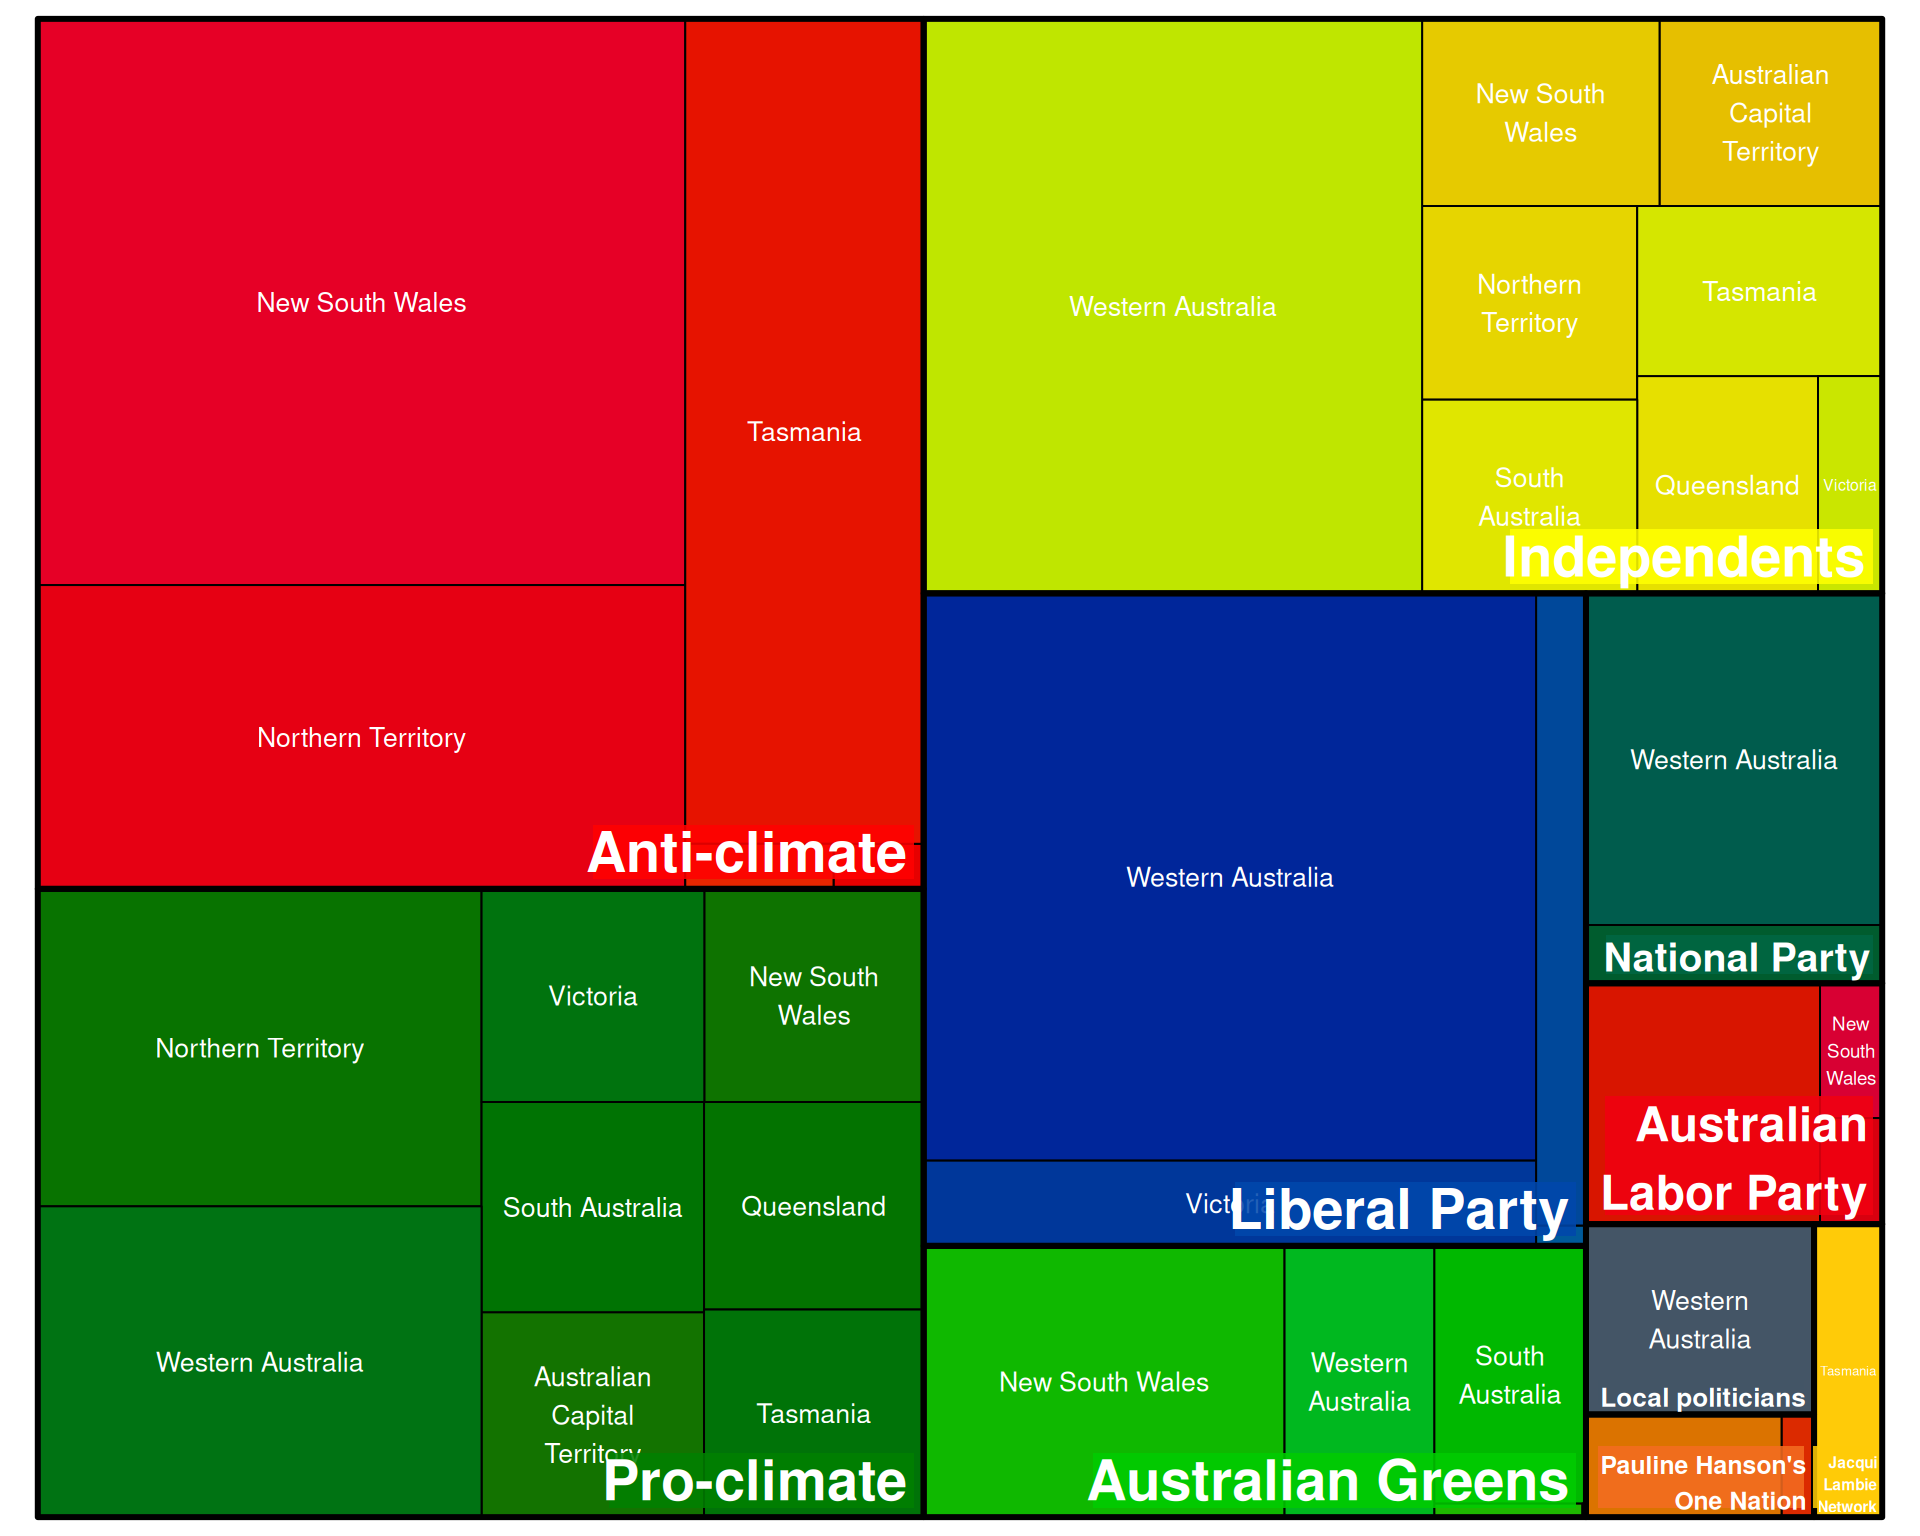 New South Wales
Tasmania
Northern Territory
Anti-climate
Northern Territory
Victoria
New South
Wales
South Australia
Queensland
Western Australia
Australian
Capital
Territory
Tasmania
Pro-climate
Western Australia
New South
Wales
Australian
Capital
Territory
Northern
Territory
Tasmania
South
Australia
Queensland
Victoria
Independents
Western Australia
Victoria
Liberal Party
Western Australia
National Party
New
South
Wales
Australian
Labor Party
New South Wales
Western
Australia
South
Australia
Australian Greens
Western
Australia
Local politicians
Pauline Hanson's
One Nation
Tasmania
Jacqui
Lambie
Network